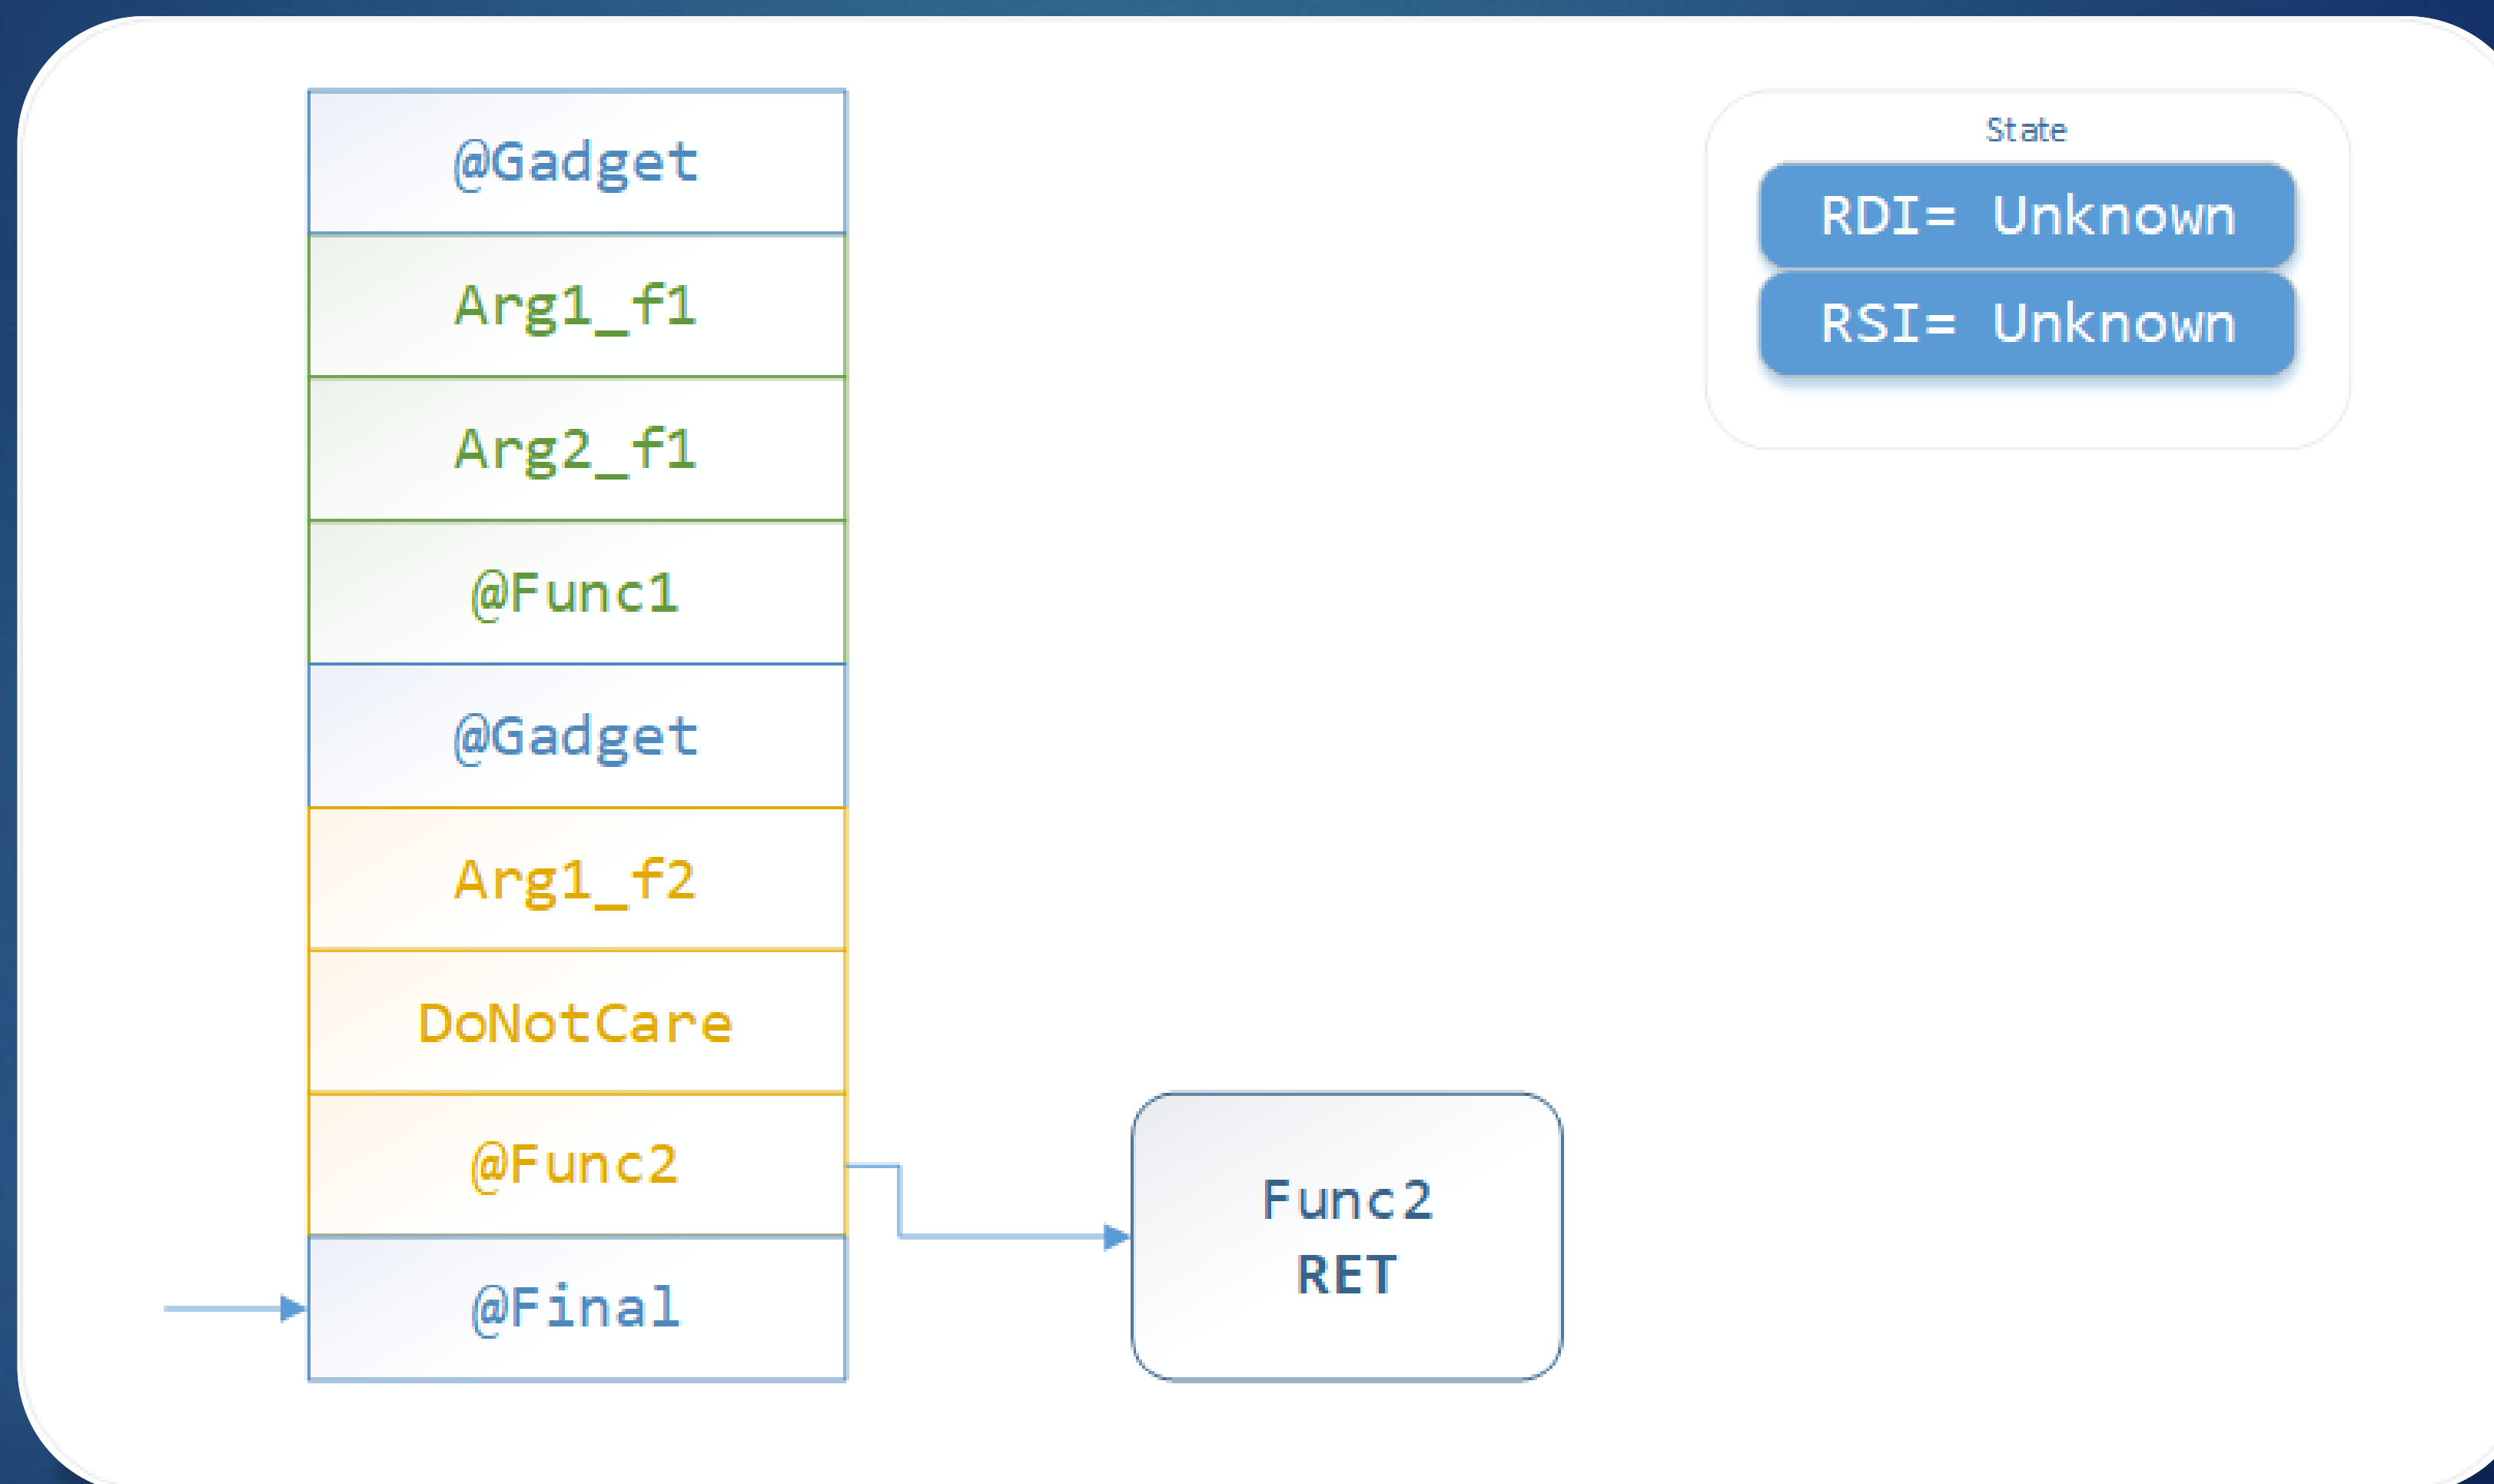 @Gadget
Arg1_f1
Arg2_f1
@Func1
@Gadget
Arg1_f2
DoNotCare
@Func2
@Final
Func2
RET
State
RDI= Unknown
RSI= Unknown